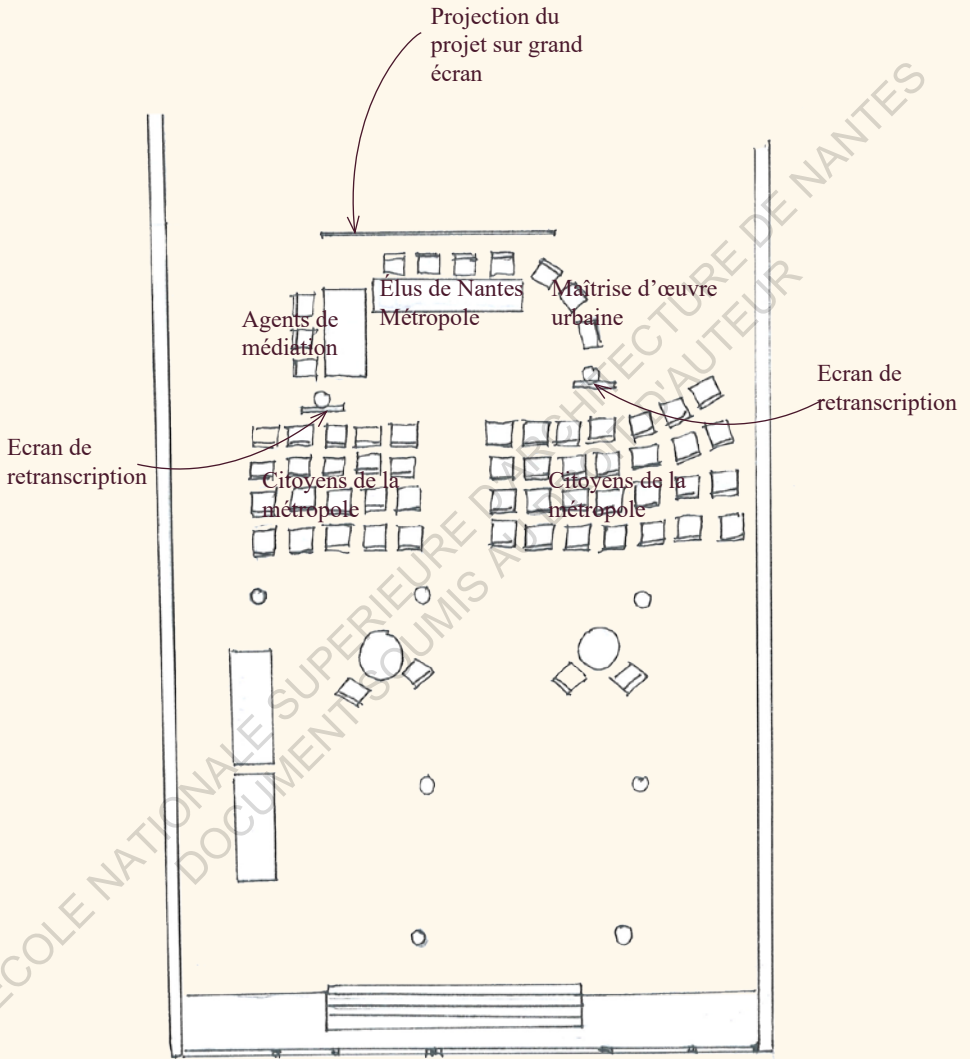 Projection du
projet sur grand
écran
Élus de Nantes
Métropole
Maîtrise d’œuvre
urbaine
Agents de
médiation
Ecran de
retranscription
Ecran de
retranscription
Citoyens de la
métropole
Citoyens de la
métropole
ECOLE NATIONALE SUPERIEURE D'ARCHITECTURE DE NANTES
DOCUMENT SOUMIS AU DROIT D'AUTEUR